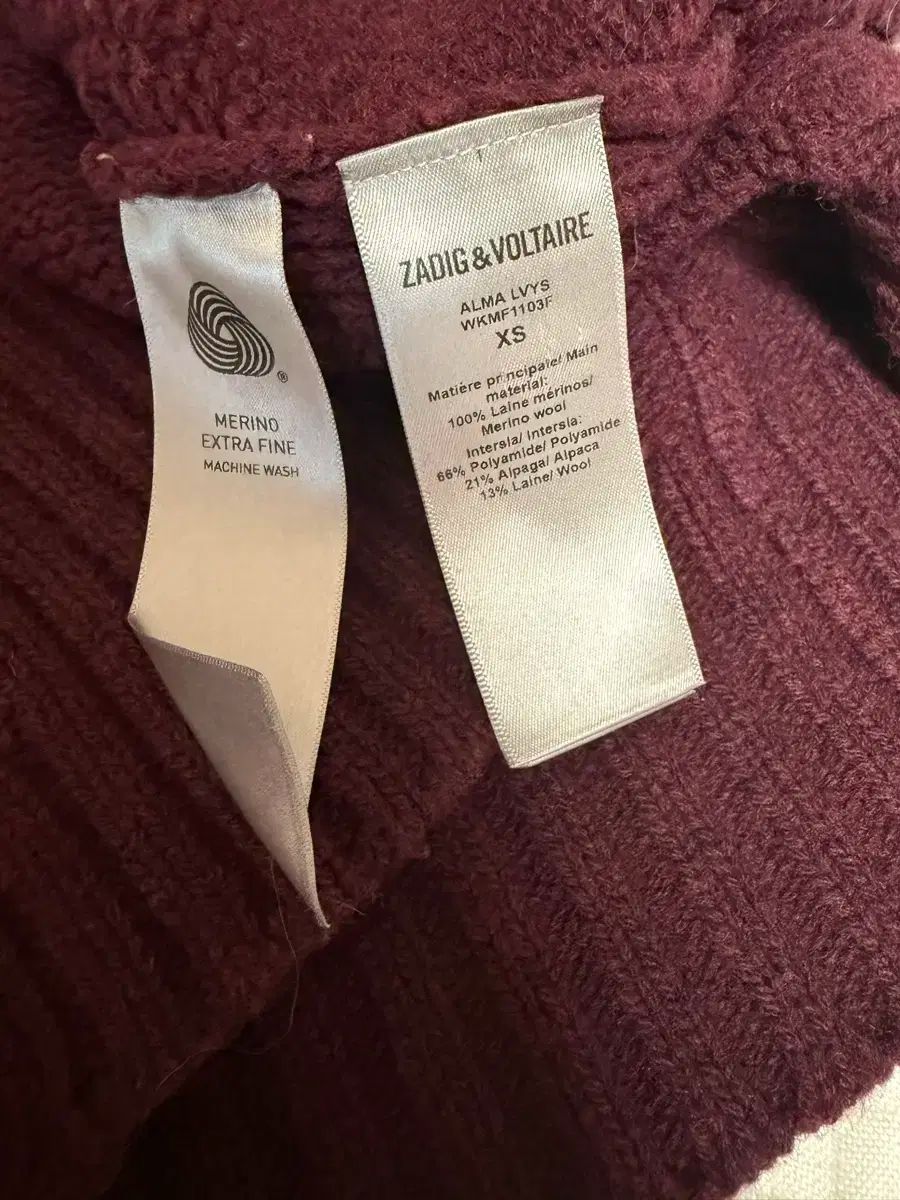 ®
MERINO
EXTRA FINE
MACHINE WASH
1
ZADIG&VOLTAIRE
ALMA LVYS
WKMF1103F
XS
Matière principale/ Main
material:
100% Laine mérinos/
Merino wool
Intersia/ Intersia:
66% Polyamide/ Polyamide
21% Alpaga/ Alpaca
13% Laine/ Wool